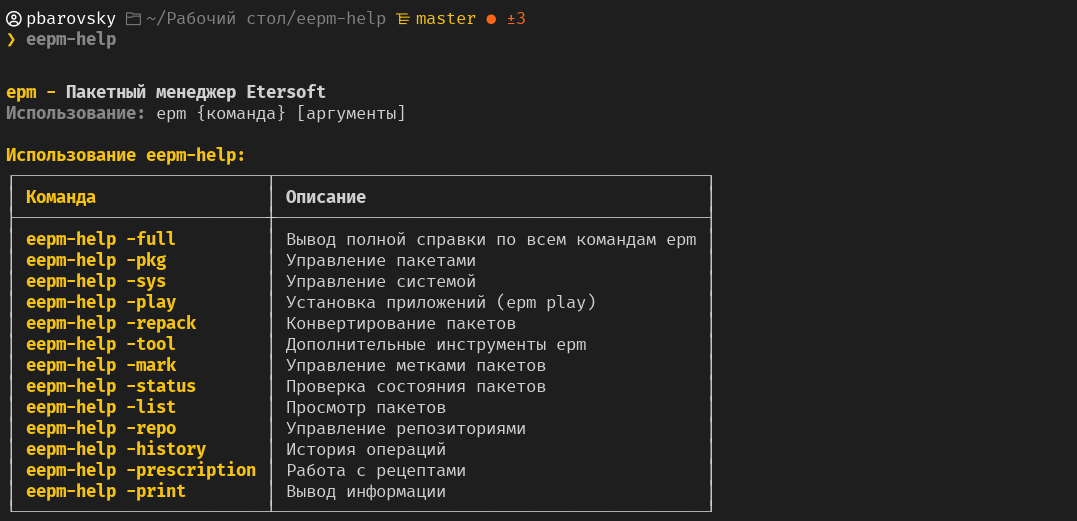 pbarovsky ~/Рабочий стол/eepm-help master ● ±3
❯ eepm-help
epm - Пакетный менеджер Etersoft
Использование: epm {команда} [аргументы]
Использование eepm-help:
Команда Описание
eepm-help -full Вывод полной справки по всем командам epm
eepm-help -pkg Управление пакетами
eepm-help -sys Управление системой
eepm-help -play Установка приложений (epm play)
eepm-help -repack Конвертирование пакетов
eepm-help -tool Дополнительные инструменты epm
eepm-help -mark Управление метками пакетов
eepm-help -status Проверка состояния пакетов
eepm-help -list Просмотр пакетов
eepm-help -repo Управление репозиториями
eepm-help -history История операций
eepm-help -prescription Работа с рецептами
eepm-help -print Вывод информации